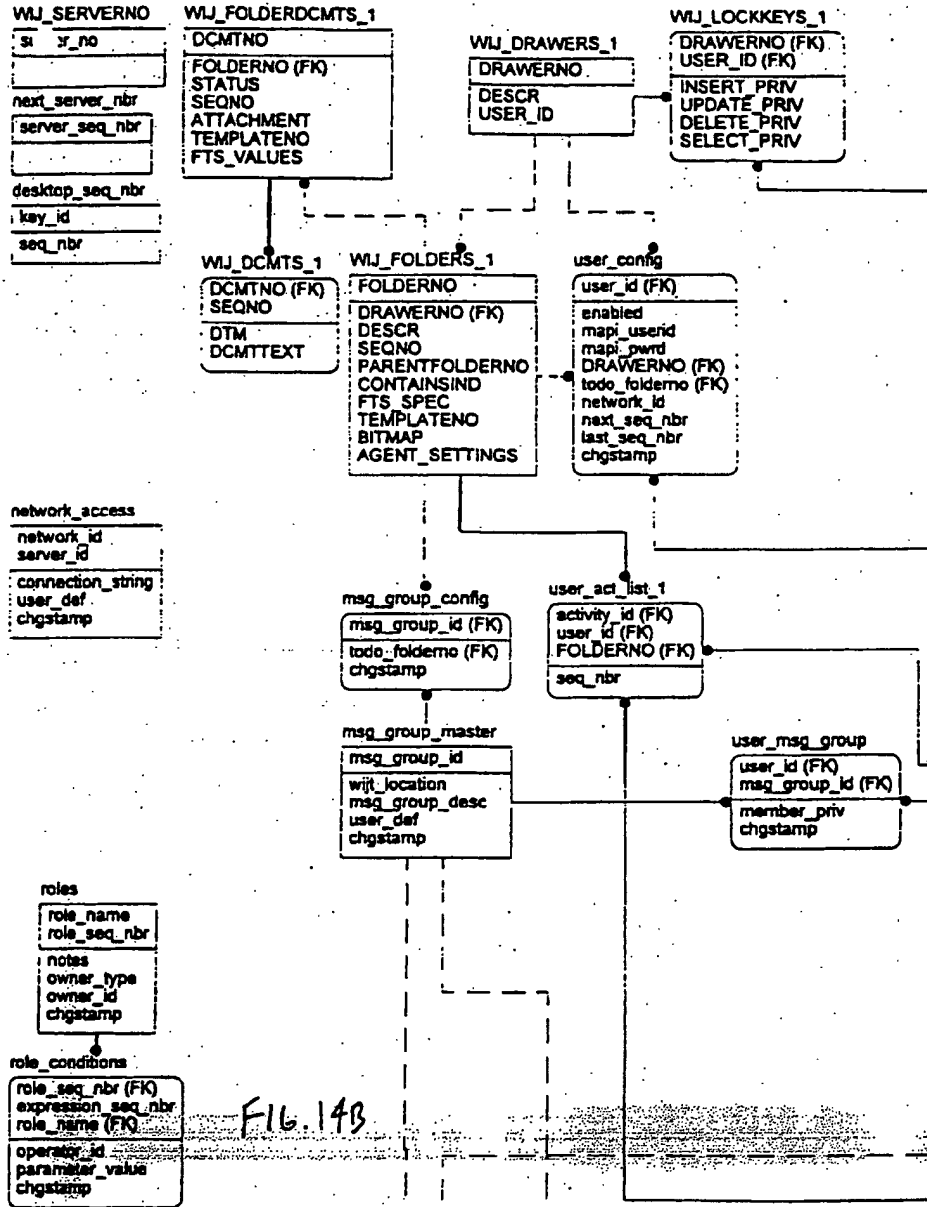 WIJ_SERVERNO
WIJ_FOLDERDCMTS_1
DCMTNO
FOLDERNO (FK)
STATUS
SEQNO
ATTACHMENT
TEMPLATENO
FTS_VALUES
WIJ_DRAWERS_1
DRAWERNO
DESCR
USER_ID
WIJ_LOCKKEYS_1
DRAWERNO (FK)
USER_ID (FK)
INSERT_PRIV
UPDATE_PRIV
DELETE_PRIV
SELECT_PRIV
next_server_nbr
server_seq_nbr
desktop_seq_nbr
key_id
seq_nbr
WIJ_DCMTS_1
DCMTNO (FK)
SEQNO
DTM
DCMTTEXT
WIJ_FOLDERS_1
FOLDERNO
DRAWERNO (FK)
DESCR
SEQNO
PARENTFOLDERNO
CONTAINSIND
FTS_SPEC
TEMPLATENO
BITMAP
AGENT_SETTINGS
user_config
user_id (FK)
enabled
mapi_userid
mapi_pwrd
DRAWERNO (FK)
todo_folderno (FK)
network_id
next_seq_nbr
last_seq_nbr
chgstamp
network_access
network_id
server_id
connection_string
user_def
chgstamp
msg_group_config
msg_group_id (FK)
todo_folderno (FK)
chgstamp
user_act_list_1
activity_id (FK)
user_id (FK)
FOLDERNO (FK)
seq_nbr
msg_group_master
msg_group_id
wijt_location
msg_group_desc
user_def
chgstamp
user_msg_group
user_id (FK)
msg_group_id (FK)
member_priv
chgstamp
roles
role_name
role_seq_nbr
notes
owner_type
owner_id
chgstamp
role_conditions
role_seq_nbr (FK)
expression_seq_nbr
role_name (FK)
operator_id
parameter_value
chgstamp
FIG. 14B